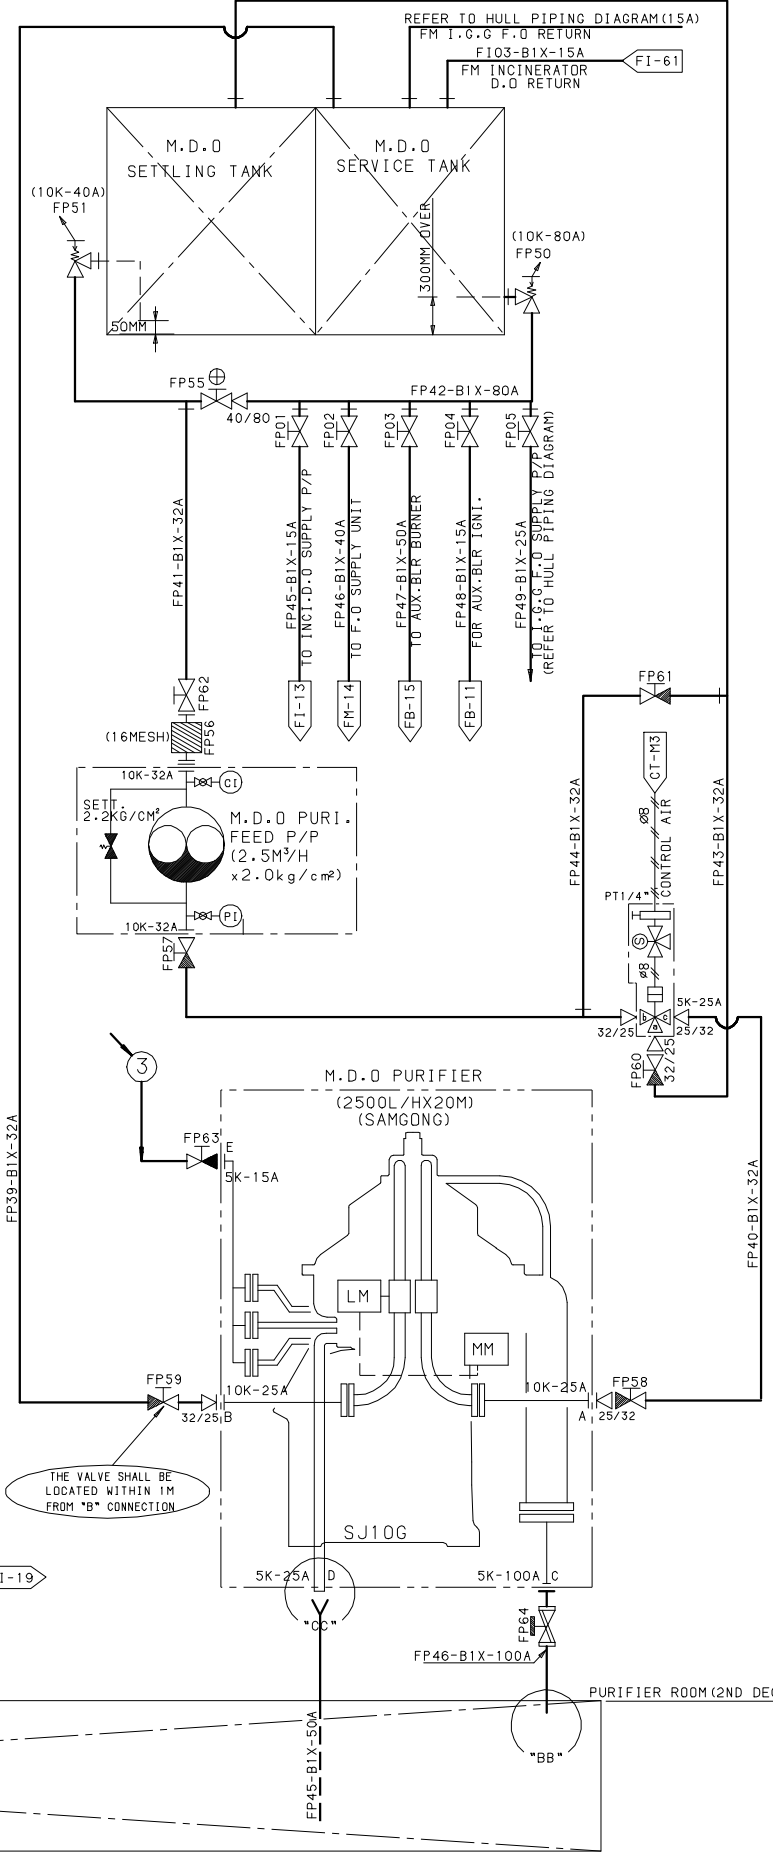 REFER TO HULL PIPING DIAGRAM(15A)
FM I.G.G F.O RETURN
FI03-B1X-15A
FM INCINERATOR
D.O RETURN
FI-61
M.D.O
SETTLING TANK
M.D.O
SERVICE TANK
(10K-40A)
FP51
(10K-80A)
FP50
300MM OVER
50MM
FP55
40/80
FP42-B1X-80A
FP01
FP02
FP03
FP04
FP05
FP41-B1X-32A
FP45-B1X-15A
TO INCI.D.O SUPPLY P/P
FP46-B1X-40A
TO F.O SUPPLY UNIT
FP47-B1X-50A
TO AUX.BLR BURNER
FP48-B1X-15A
FOR AUX.BLR IGNI.
FP49-B1X-25A
TO I.G.G F.O SUPPLY P/P
(REFER TO HULL PIPING DIAGRAM)
FI-13
FM-14
FB-15
FB-11
FP62
(16MESH)
FP56
10K-32A
CI
SETT.
2.2KG/CM²
M.D.O PURI.
FEED P/P
(2.5M³/H
x2.0kg/cm²)
PI
10K-32A
FP57
FP61
CT-M3
Ø8
CONTROL AIR
FP44-B1X-32A
FP43-B1X-32A
PT1/4"
S
Ø8
5K-25A
b
c
a
32/25
25/32
FP60
32/25
3
M.D.O PURIFIER
(2500L/HX20M)
(SAMGONG)
FP63
E
5K-15A
FP39-B1X-32A
FP40-B1X-32A
LM
MM
FP59
10K-25A
32/25
B
10K-25A
FP58
A
25/32
THE VALVE SHALL BE
LOCATED WITHIN 1M
FROM "B" CONNECTION
SJ10G
I-19
5K-25A
D
5K-100A
C
"CC"
FP64
FP46-B1X-100A
PURIFIER ROOM(2ND DE
FP45-B1X-50A
"BB"